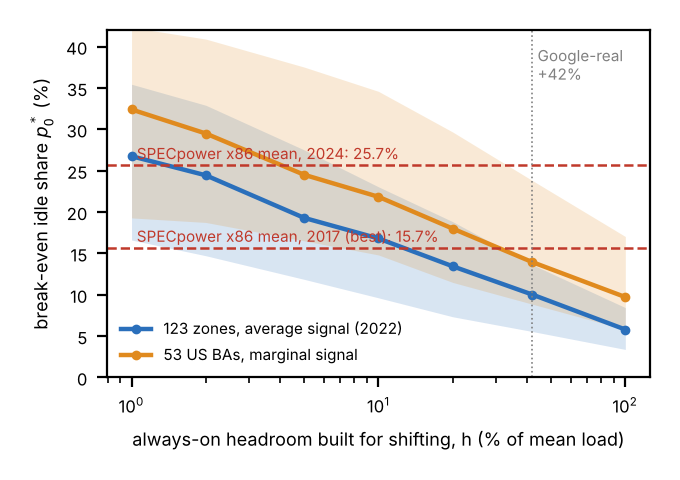 40
35
30
25
20
15
10
5
0
break-even idle share p₀* (%)
Google-real
+42%
SPECpower x86 mean, 2024: 25.7%
SPECpower x86 mean, 2017 (best): 15.7%
123 zones, average signal (2022)
53 US BAs, marginal signal
10⁰ 10¹ 10²
always-on headroom built for shifting, h (% of mean load)